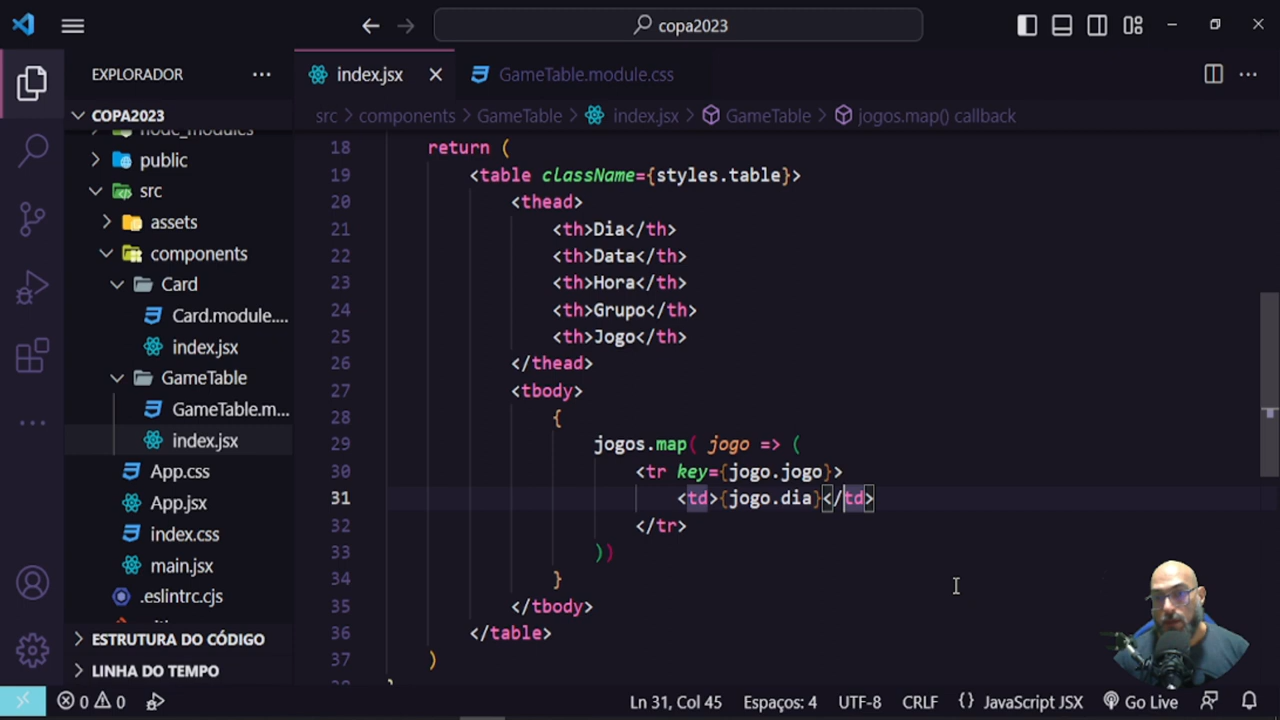 copa2023
EXPLORADOR
index.jsx
GameTable.module.css
COPA2023
src > components > GameTable > index.jsx > GameTable > jogos.map() callback
node_modules
public
src
assets
components
Card
Card.module....
index.jsx
GameTable
GameTable.m...
index.jsx
App.css
App.jsx
index.css
main.jsx
.eslintrc.cjs
ESTRUTURA DO CÓDIGO
LINHA DO TEMPO
18 return (
19 <table className={styles.table}>
20 <thead>
21 <th>Dia</th>
22 <th>Data</th>
23 <th>Hora</th>
24 <th>Grupo</th>
25 <th>Jogo</th>
26 </thead>
27 <tbody>
28 {
29 jogos.map( jogo => (
30 <tr key={jogo.jogo}>
31 <td>{jogo.dia}</td>
32 </tr>
33 ))
34 }
35 </tbody>
36 </table>
37 )
0 0
Ln 31, Col 45
Espaços: 4
UTF-8
CRLF
{} JavaScript JSX
Go Live